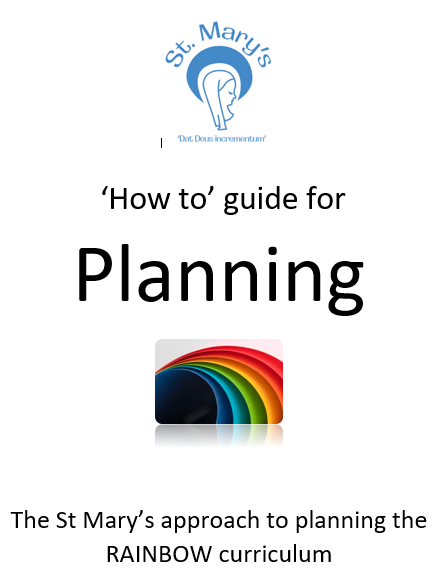 St. Mary's
'Dat Deus incrementum'
‘How to’ guide for
Planning
The St Mary’s approach to planning the
RAINBOW curriculum